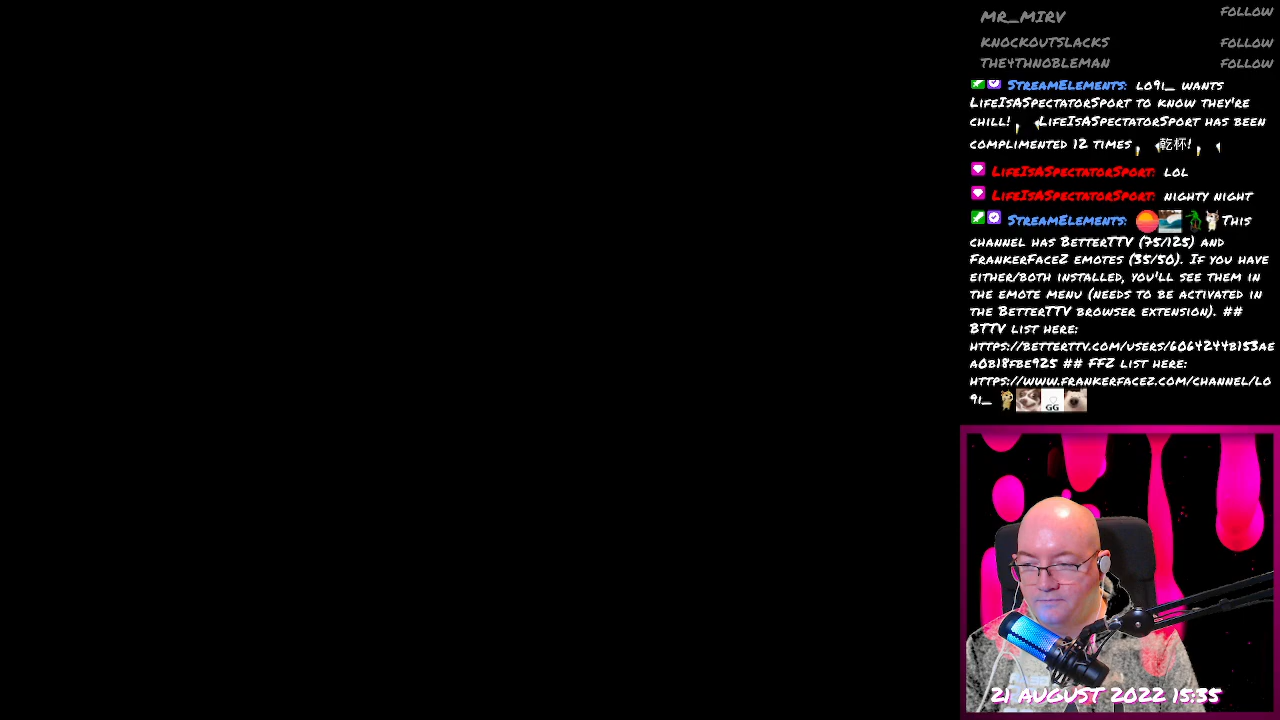 MR_MIRV FOLLOW
KNOCKOUTSLACKS FOLLOW
THE4THNOBLEMAN FOLLOW
StreamElements: lo9i_ wants
LifeIsASpectatorSport to know they're
chill! LifeIsASpectatorSport has been
complimented 12 times 乾杯!
LifeIsASpectatorSport: lol
LifeIsASpectatorSport: nighty night
StreamElements: This
channel has BetterTTV (75/125) and
FrankerFaceZ emotes (35/50). If you have
either/both installed, you'll see them in
the emote menu (needs to be activated in
the BetterTTV browser extension). ##
BTTV list here:
https://betterttv.com/users/6064244b153ae
a0b18fbe925 ## FFZ list here:
https://www.frankerfacez.com/channel/lo
9i_
GG
21 AUGUST 2022 15:35